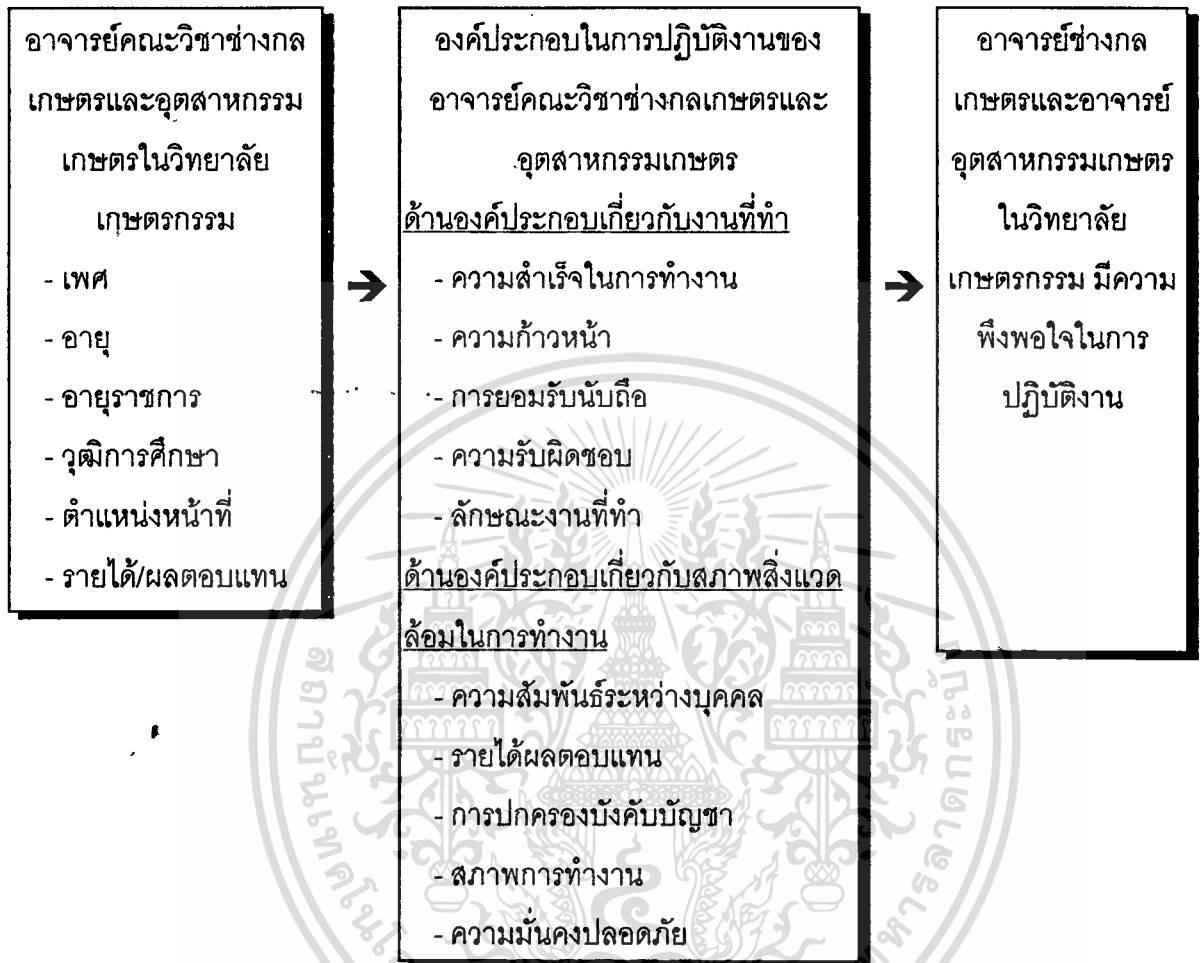 อาจารย์คณะวิชาช่างกล
เกษตรและอุตสาหกรรม
เกษตรในวิทยาลัย
เกษตรกรรม
- เพศ
- อายุ
- อายุราชการ
- วุฒิการศึกษา
- ตำแหน่งหน้าที่
- รายได้/ผลตอบแทน
องค์ประกอบในการปฏิบัติงานของ
อาจารย์คณะวิชาช่างกลเกษตรและ
อุตสาหกรรมเกษตร
ด้านองค์ประกอบเกี่ยวกับงานที่ทำ
- ความสำเร็จในการทำงาน
- ความก้าวหน้า
- การยอมรับนับถือ
- ความรับผิดชอบ
- ลักษณะงานที่ทำ
ด้านองค์ประกอบเกี่ยวกับสภาพสิ่งแวด
ล้อมในการทำงาน
- ความสัมพันธ์ระหว่างบุคคล
- รายได้ผลตอบแทน
- การปกครองบังคับบัญชา
- สภาพการทำงาน
- ความมั่นคงปลอดภัย
อาจารย์ช่างกล
เกษตรและอาจารย์
อุตสาหกรรมเกษตร
ในวิทยาลัย
เกษตรกรรม มีความ
พึงพอใจในการ
ปฏิบัติงาน